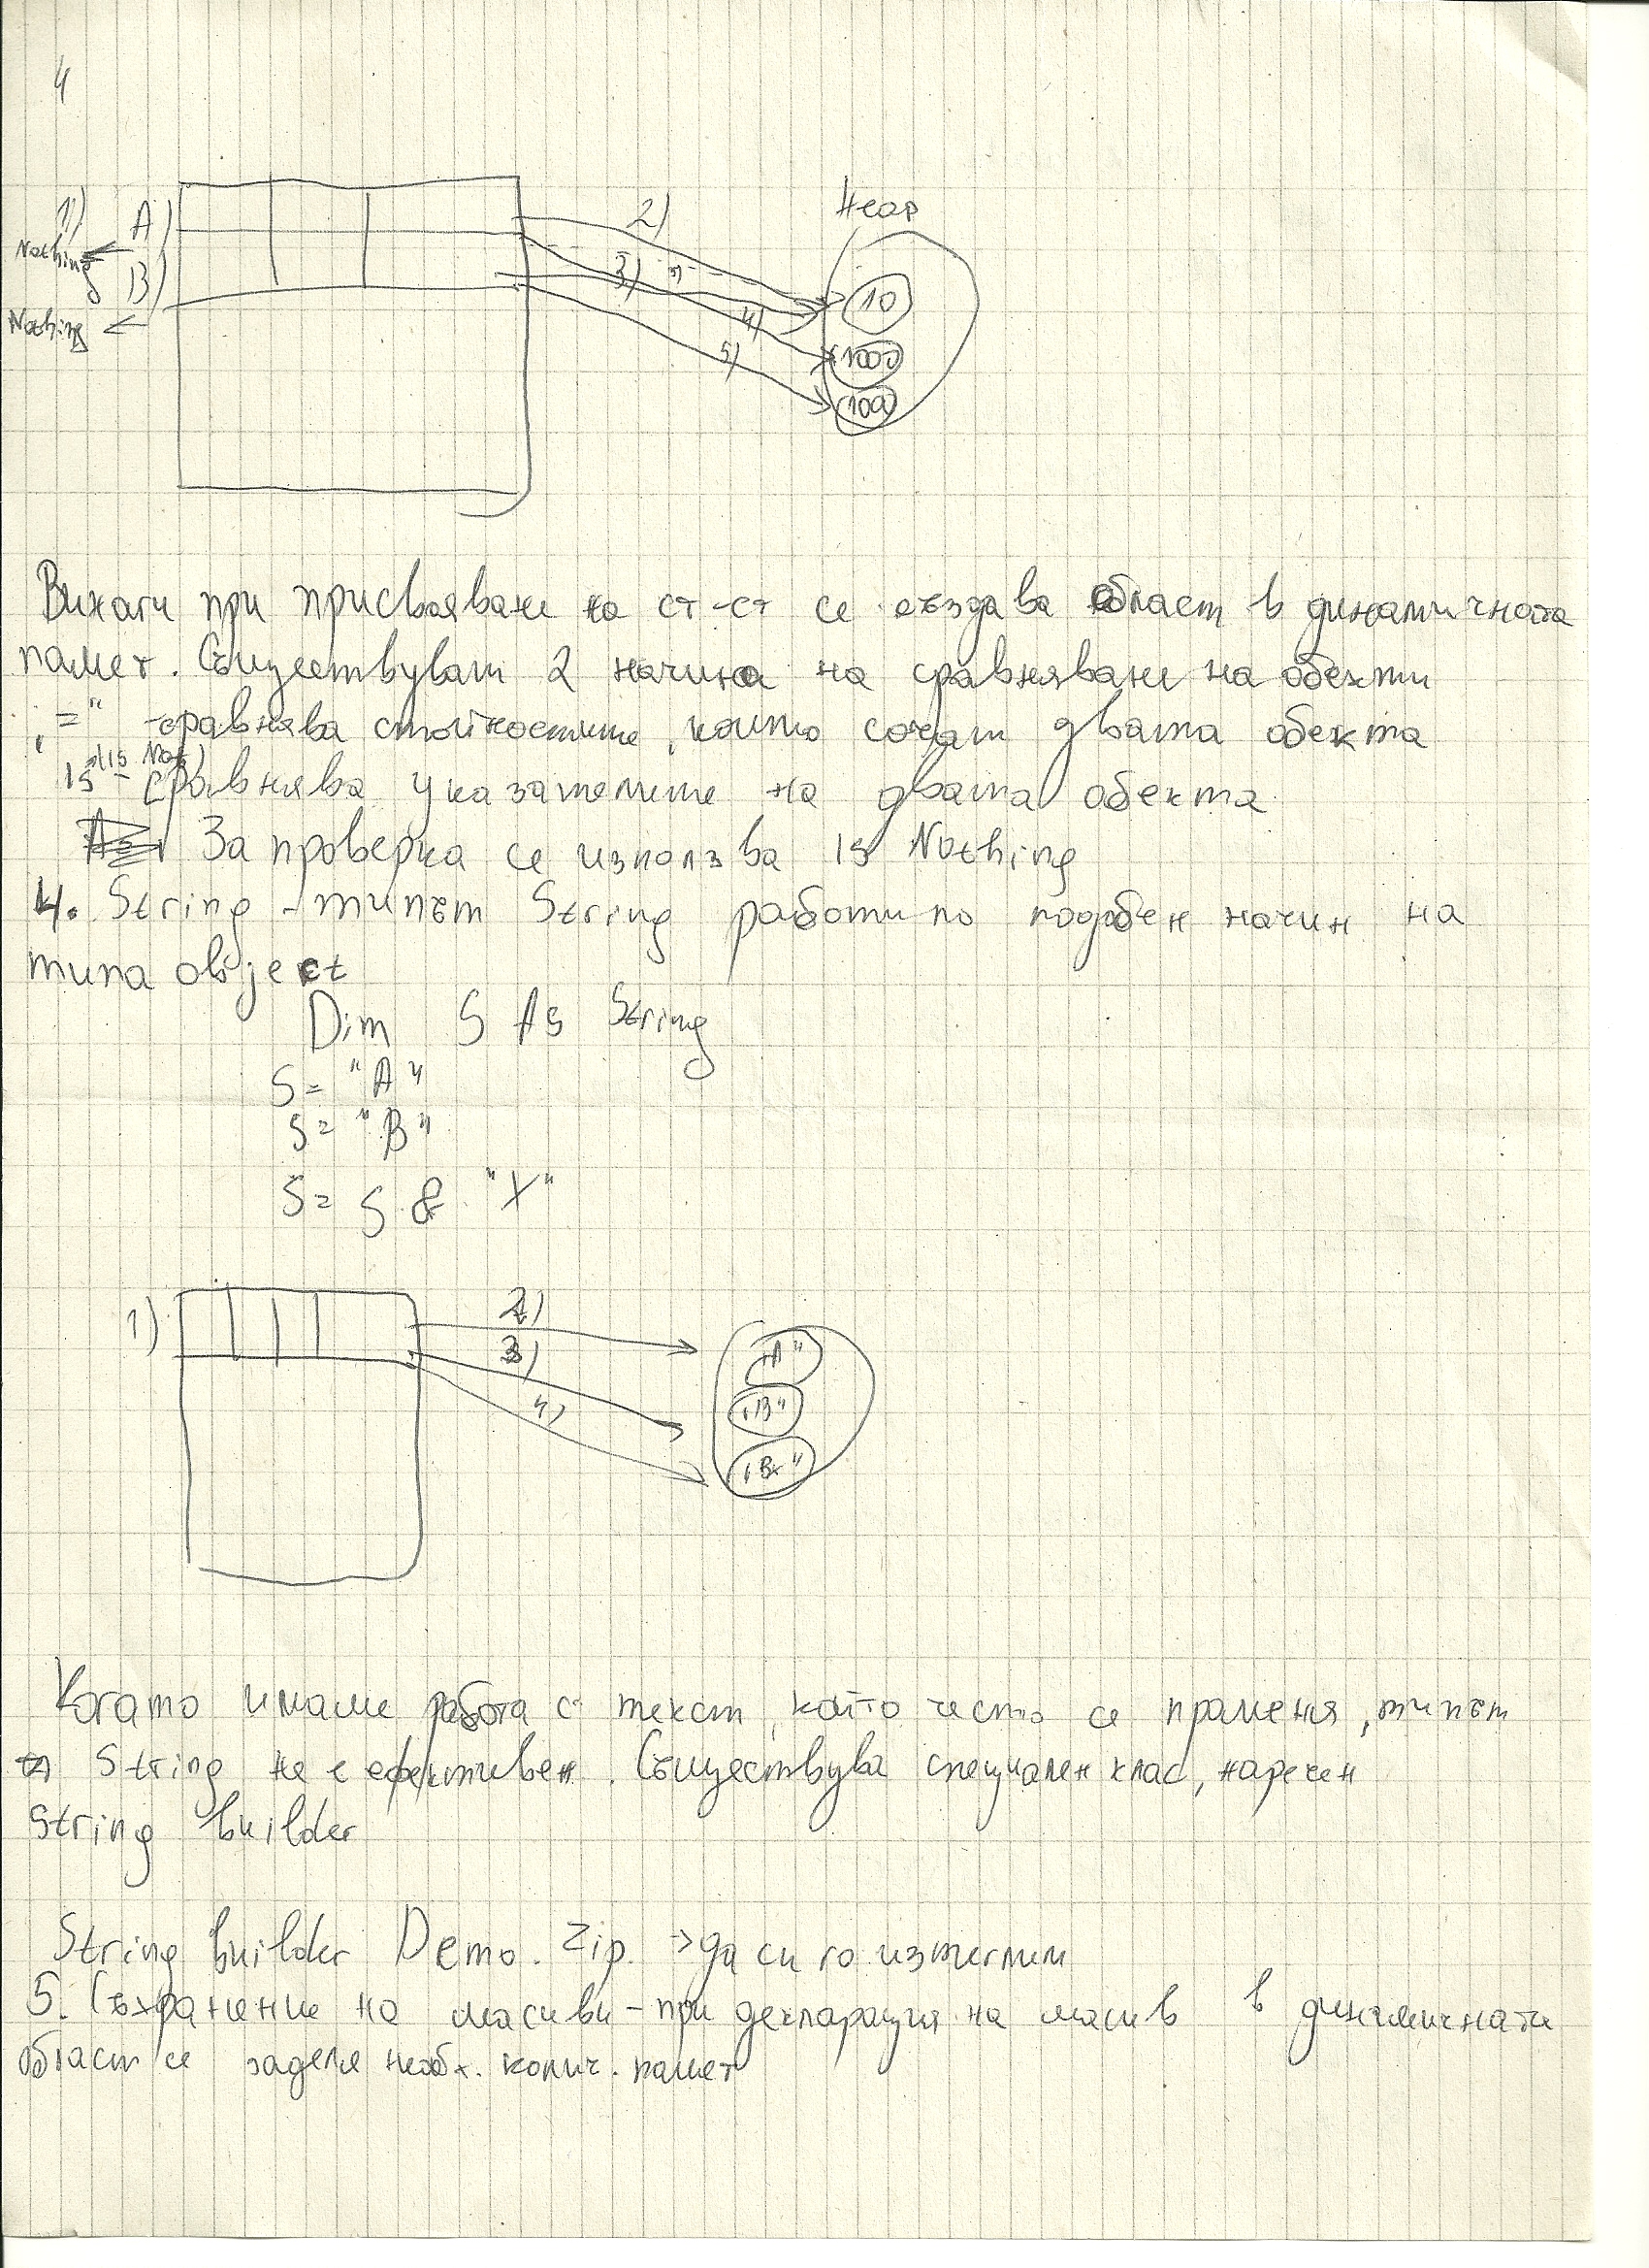 4
1) A)
Nothing
B)
Nothing
2)
3) 3)
4)
5)
Heap
10
1000
100
Винаги при присвояване на ст-ст се създава област в динамичната
памет. Съществуват 2 начина на сравняване на обекти
"=" - сравнява стойностите, които сочат двата обекта
Is (Is Not) - сравнява указателите на двата обекта
За проверка се използва Is Nothing
4. String - типът String работи по подобен начин на
типа object
Dim S As String
S = "A"
S = "B"
S = S & "X"
1)
2)
3)
4)
"A"
"B"
"Bx"
Когато имаме работа с текст, който често се променя, типът
String не е ефективен. Съществува специален клас, наречен
String builder
String builder Demo. Zip. → да си го изтеглим
5. Съхранение на масиви - при декларация на масив в динамичната
област се заделя необх. колич. памет